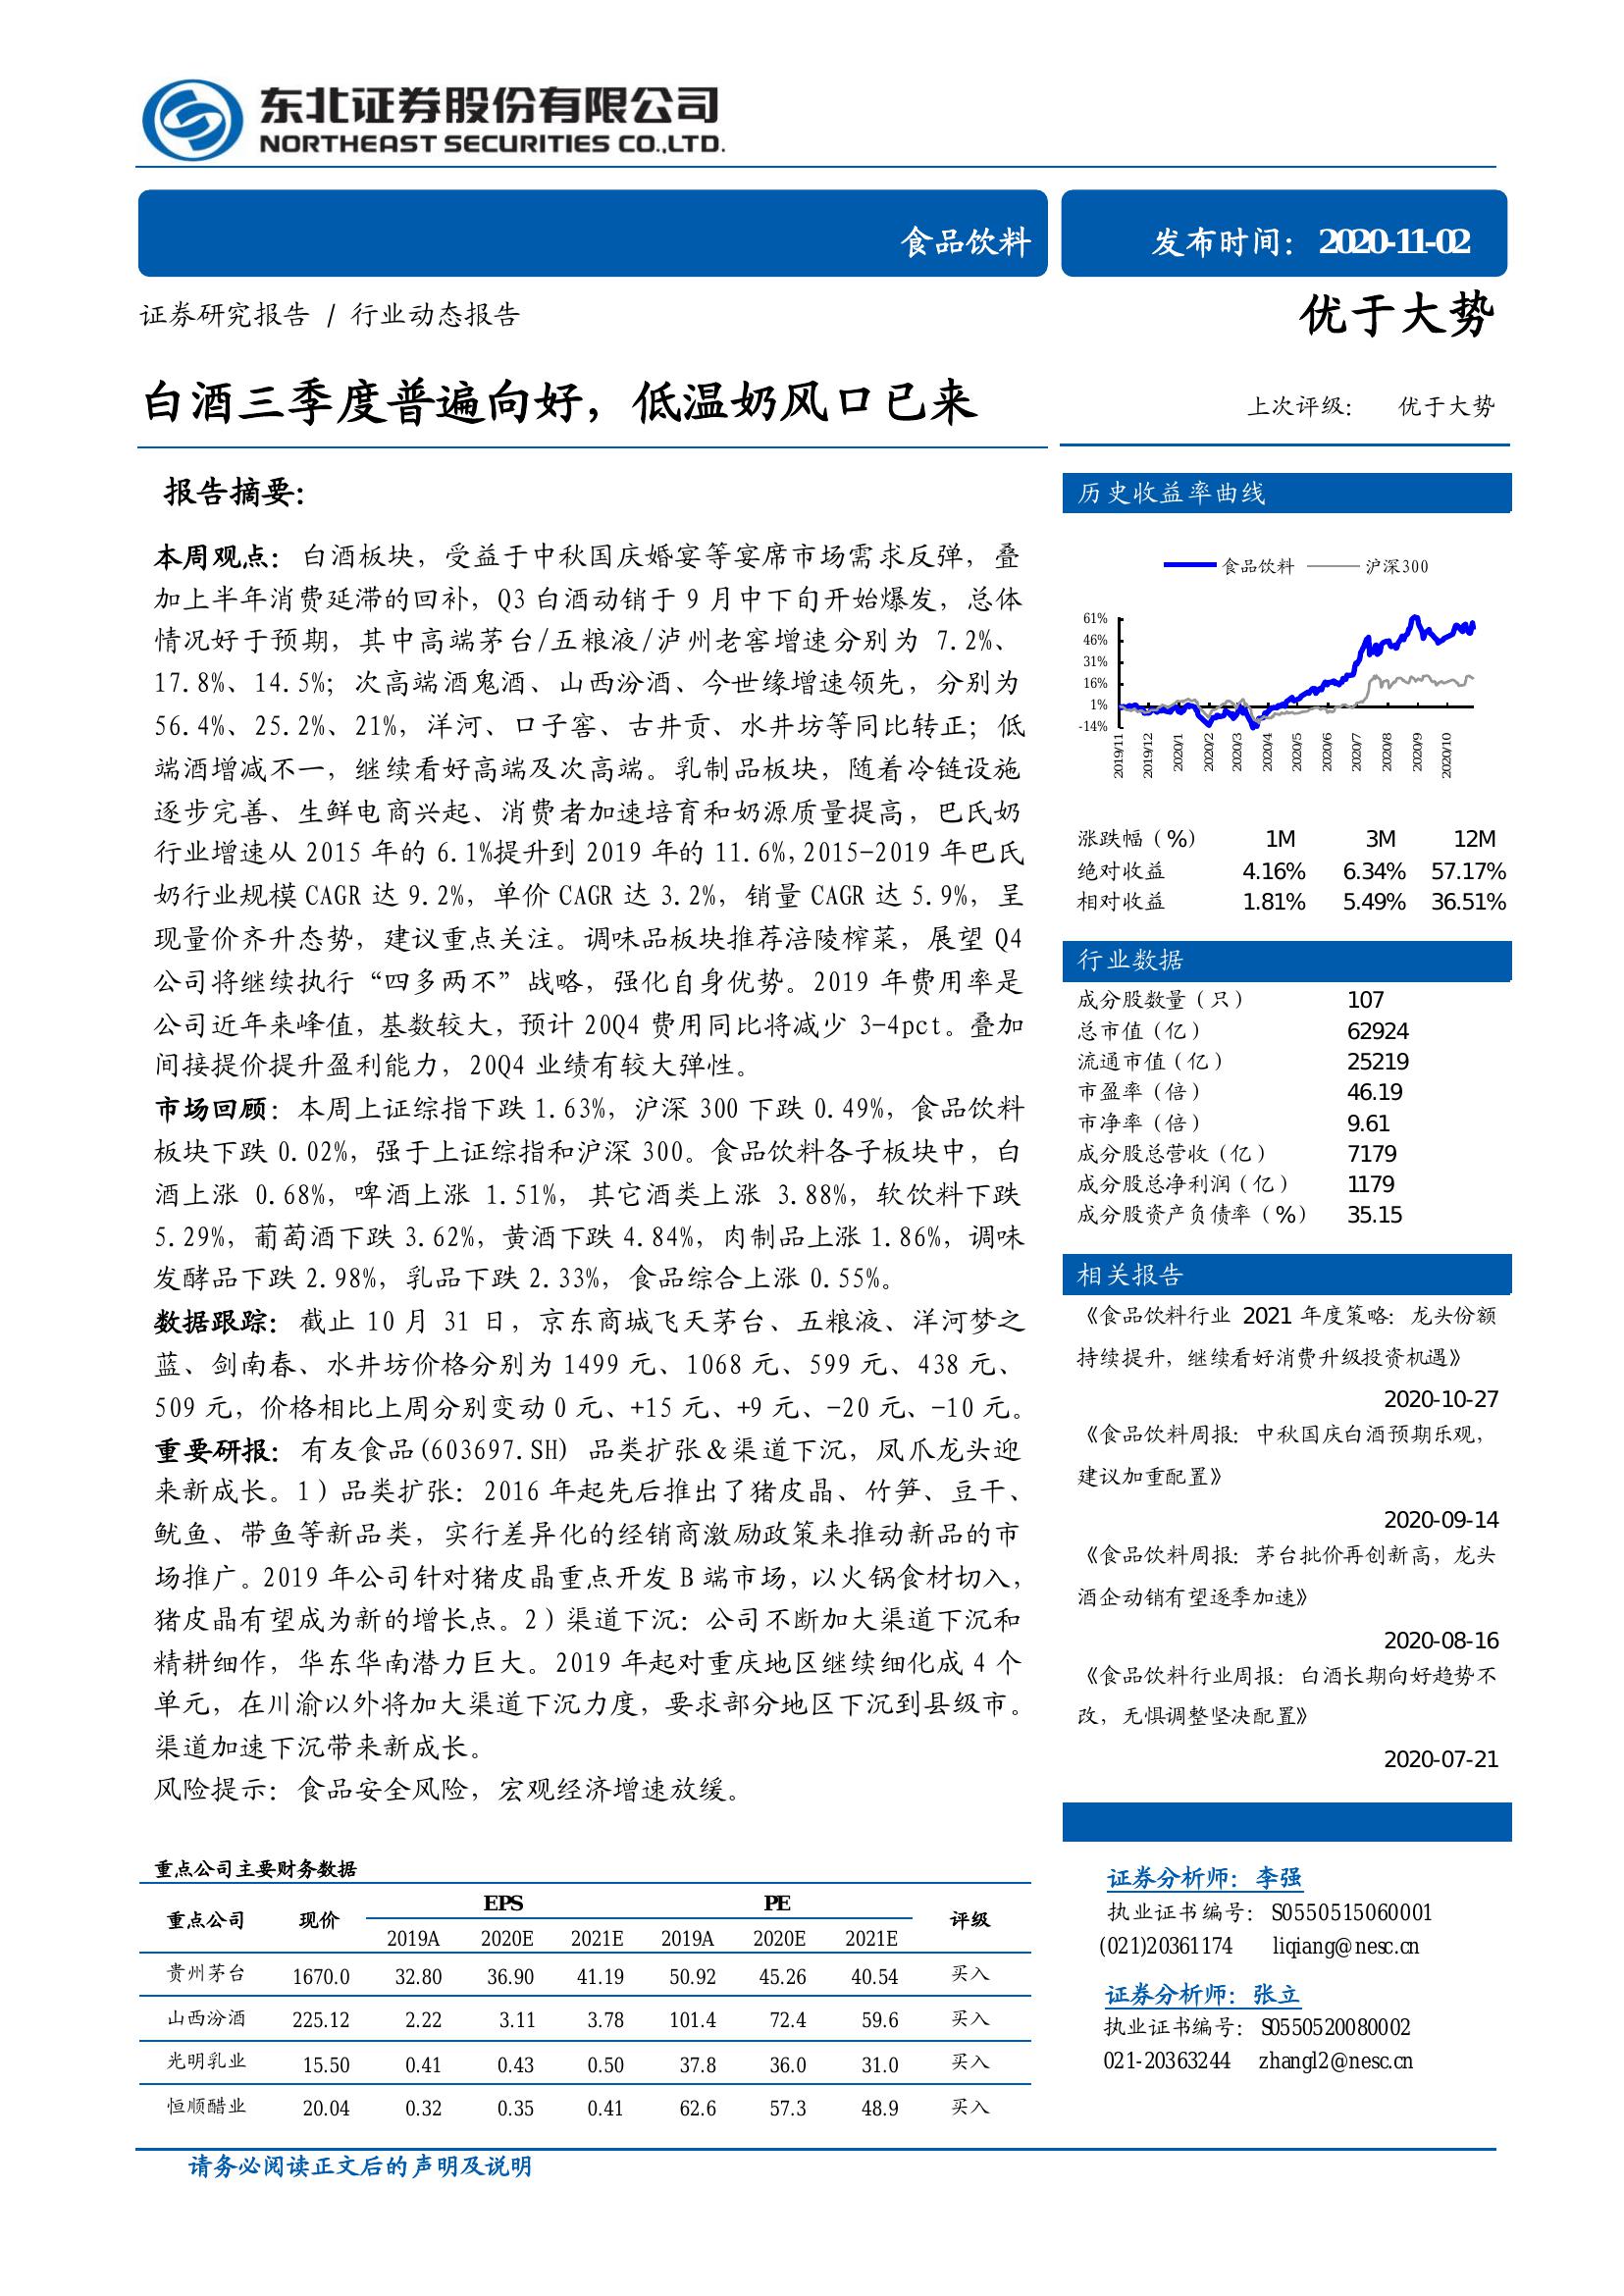 东北证券股份有限公司
NORTHEAST SECURITIES CO.,LTD.
食品饮料
发布时间：2020-11-02
证券研究报告 / 行业动态报告
优于大势
白酒三季度普遍向好，低温奶风口已来
上次评级： 优于大势
报告摘要：
本周观点：白酒板块，受益于中秋国庆婚宴等宴席市场需求反弹，叠
加上半年消费延滞的回补，Q3 白酒动销于 9 月中下旬开始爆发，总体
情况好于预期，其中高端茅台/五粮液/泸州老窖增速分别为 7.2%、
17.8%、14.5%；次高端酒鬼酒、山西汾酒、今世缘增速领先，分别为
56.4%、25.2%、21%，洋河、口子窖、古井贡、水井坊等同比转正；低
端酒增减不一，继续看好高端及次高端。乳制品板块，随着冷链设施
逐步完善、生鲜电商兴起、消费者加速培育和奶源质量提高，巴氏奶
行业增速从 2015 年的 6.1%提升到 2019 年的 11.6%,2015-2019 年巴氏
奶行业规模 CAGR 达 9.2%，单价 CAGR 达 3.2%，销量 CAGR 达 5.9%，呈
现量价齐升态势，建议重点关注。调味品板块推荐涪陵榨菜，展望 Q4
公司将继续执行“四多两不”战略，强化自身优势。2019 年费用率是
公司近年来峰值，基数较大，预计 20Q4 费用同比将减少 3-4pct。叠加
间接提价提升盈利能力，20Q4 业绩有较大弹性。
市场回顾：本周上证综指下跌 1.63%，沪深 300 下跌 0.49%，食品饮料
板块下跌 0.02%，强于上证综指和沪深 300。食品饮料各子板块中，白
酒上涨 0.68%，啤酒上涨 1.51%，其它酒类上涨 3.88%，软饮料下跌
5.29%，葡萄酒下跌 3.62%，黄酒下跌 4.84%，肉制品上涨 1.86%，调味
发酵品下跌 2.98%，乳品下跌 2.33%，食品综合上涨 0.55%。
数据跟踪：截止 10 月 31 日，京东商城飞天茅台、五粮液、洋河梦之
蓝、剑南春、水井坊价格分别为 1499 元、1068 元、599 元、438 元、
509 元，价格相比上周分别变动 0 元、+15 元、+9 元、-20 元、-10 元。
重要研报：有友食品(603697.SH) 品类扩张＆渠道下沉，凤爪龙头迎
来新成长。1）品类扩张：2016 年起先后推出了猪皮晶、竹笋、豆干、
鱿鱼、带鱼等新品类，实行差异化的经销商激励政策来推动新品的市
场推广。2019 年公司针对猪皮晶重点开发 B 端市场，以火锅食材切入，
猪皮晶有望成为新的增长点。2）渠道下沉：公司不断加大渠道下沉和
精耕细作，华东华南潜力巨大。2019 年起对重庆地区继续细化成 4 个
单元，在川渝以外将加大渠道下沉力度，要求部分地区下沉到县级市。
渠道加速下沉带来新成长。
风险提示：食品安全风险，宏观经济增速放缓。
重点公司主要财务数据
重点公司 现价 EPS PE 评级
2019A 2020E 2021E 2019A 2020E 2021E
贵州茅台 1670.0 32.80 36.90 41.19 50.92 45.26 40.54 买入
山西汾酒 225.12 2.22 3.11 3.78 101.4 72.4 59.6 买入
光明乳业 15.50 0.41 0.43 0.50 37.8 36.0 31.0 买入
恒顺醋业 20.04 0.32 0.35 0.41 62.6 57.3 48.9 买入
历史收益率曲线
食品饮料 沪深300
61%
46%
31%
16%
1%
-14%
2019/11 2019/12 2020/1 2020/2 2020/3 2020/4 2020/5 2020/6 2020/7 2020/8 2020/9 2020/10
涨跌幅（%） 1M 3M 12M
绝对收益 4.16% 6.34% 57.17%
相对收益 1.81% 5.49% 36.51%
行业数据
成分股数量（只） 107
总市值（亿） 62924
流通市值（亿） 25219
市盈率（倍） 46.19
市净率（倍） 9.61
成分股总营收（亿） 7179
成分股总净利润（亿） 1179
成分股资产负债率（%） 35.15
相关报告
《食品饮料行业 2021 年度策略：龙头份额
持续提升，继续看好消费升级投资机遇》
2020-10-27
《食品饮料周报：中秋国庆白酒预期乐观，
建议加重配置》
2020-09-14
《食品饮料周报：茅台批价再创新高，龙头
酒企动销有望逐季加速》
2020-08-16
《食品饮料行业周报：白酒长期向好趋势不
改，无惧调整坚决配置》
2020-07-21
证券分析师：李强
执业证书编号：S0550515060001
(021)20361174 liqiang@nesc.cn
证券分析师：张立
执业证书编号：S0550520080002
021-20363244 zhangl2@nesc.cn
请务必阅读正文后的声明及说明